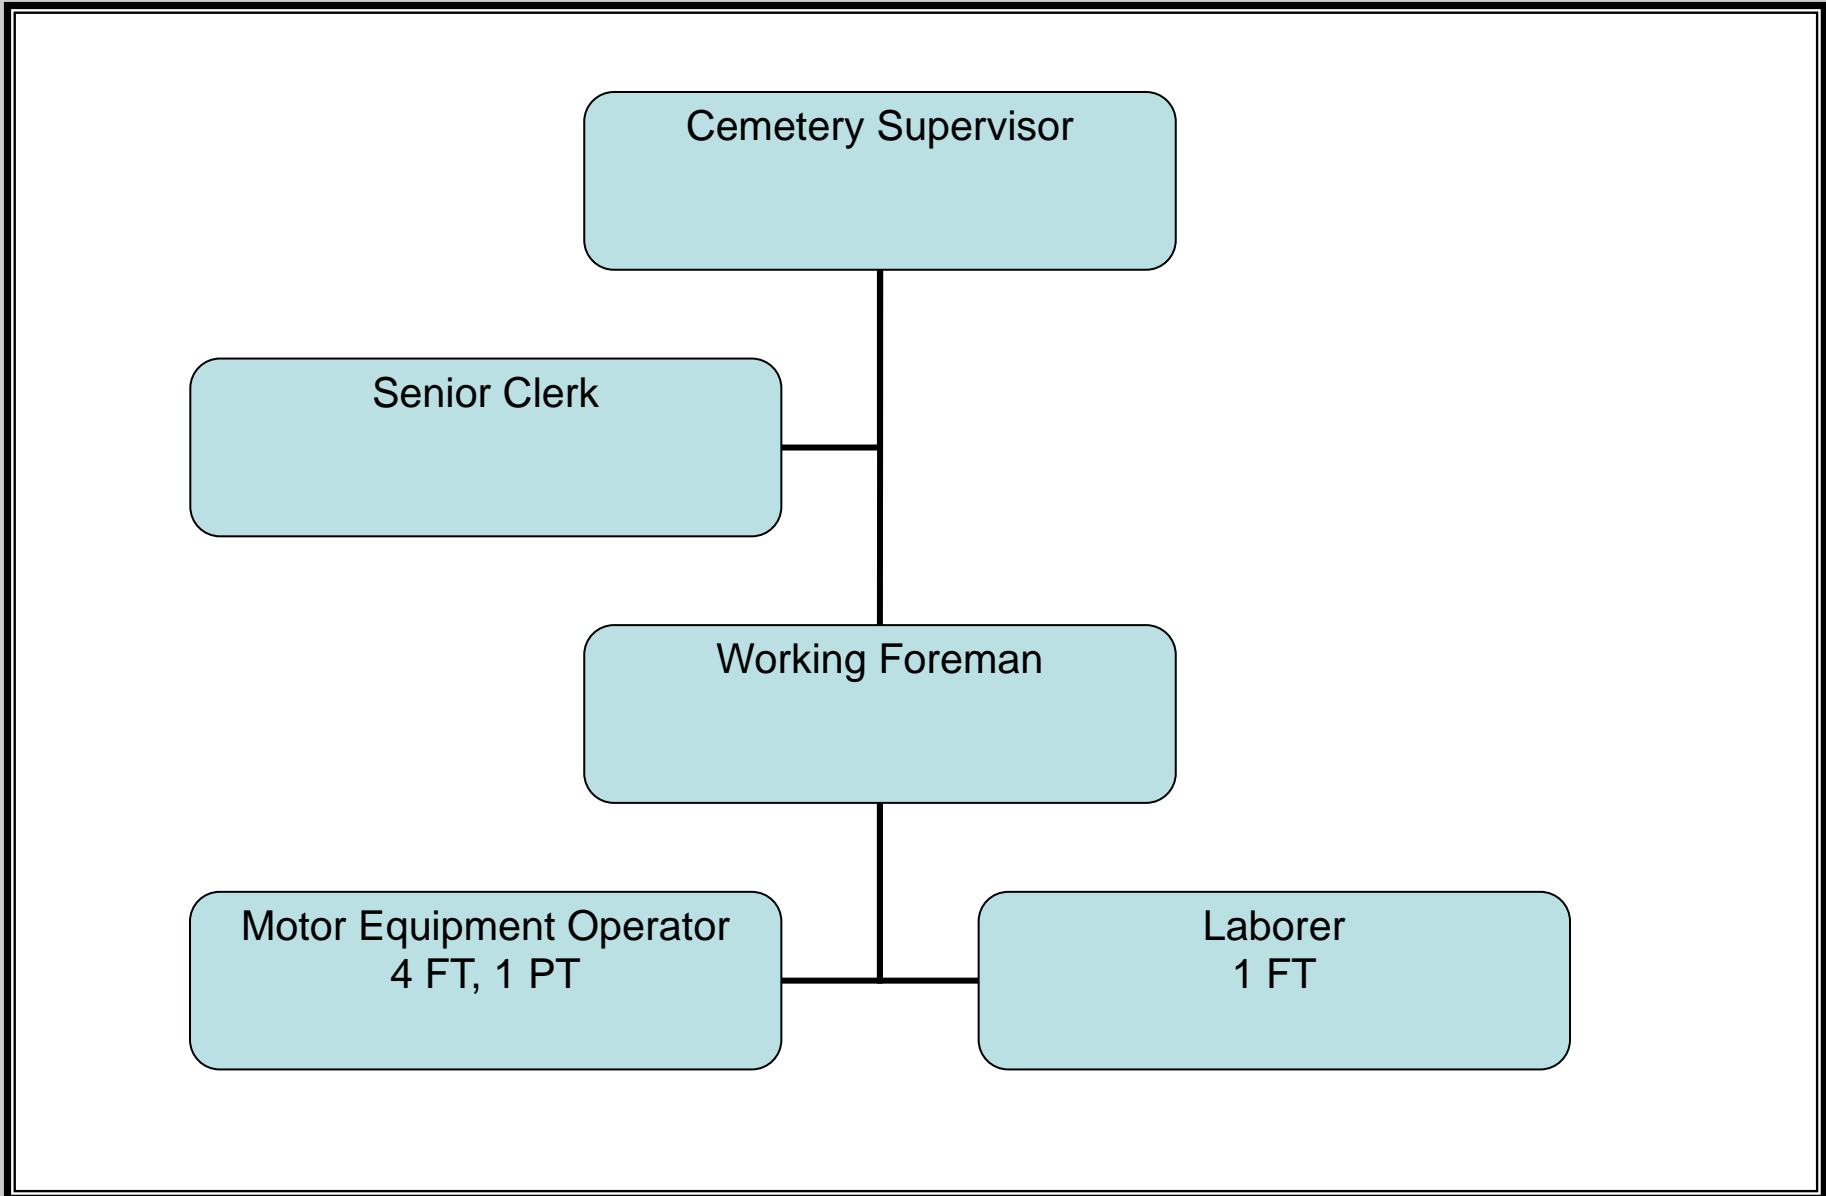 Cemetery Supervisor
Senior Clerk
Working Foreman
Motor Equipment Operator
4 FT, 1 PT
Laborer
1 FT